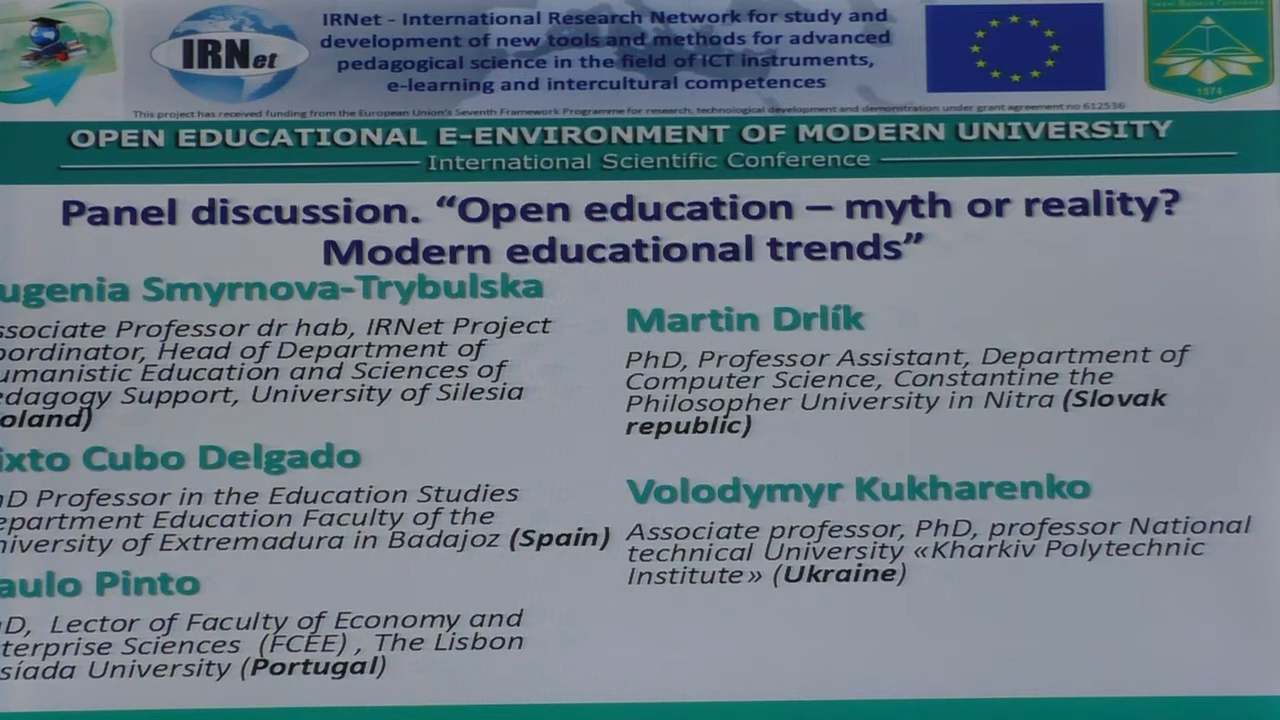 IRNet
IRNet - International Research Network for study and
development of new tools and methods for advanced
pedagogical science in the field of ICT instruments,
e-learning and intercultural competences
This project has received funding from the European Union's Seventh Framework Programme for research, technological development and demonstration under grant agreement no 612536
1874
OPEN EDUCATIONAL E-ENVIRONMENT OF MODERN UNIVERSITY
International Scientific Conference
Panel discussion. “Open education – myth or reality?
Modern educational trends”
ugenia Smyrnova-Trybulska
ssociate Professor dr hab, IRNet Project
oordinator, Head of Department of
umanistic Education and Sciences of
edagogy Support, University of Silesia
oland)
ixto Cubo Delgado
hD Professor in the Education Studies
epartment Education Faculty of the
niversity of Extremadura in Badajoz (Spain)
aulo Pinto
hD, Lector of Faculty of Economy and
terprise Sciences (FCEE) , The Lisbon
síada University (Portugal)
Martin Drlík
PhD, Professor Assistant, Department of
Computer Science, Constantine the
Philosopher University in Nitra (Slovak
republic)
Volodymyr Kukharenko
Associate professor, PhD, professor National
technical University «Kharkiv Polytechnic
Institute» (Ukraine)